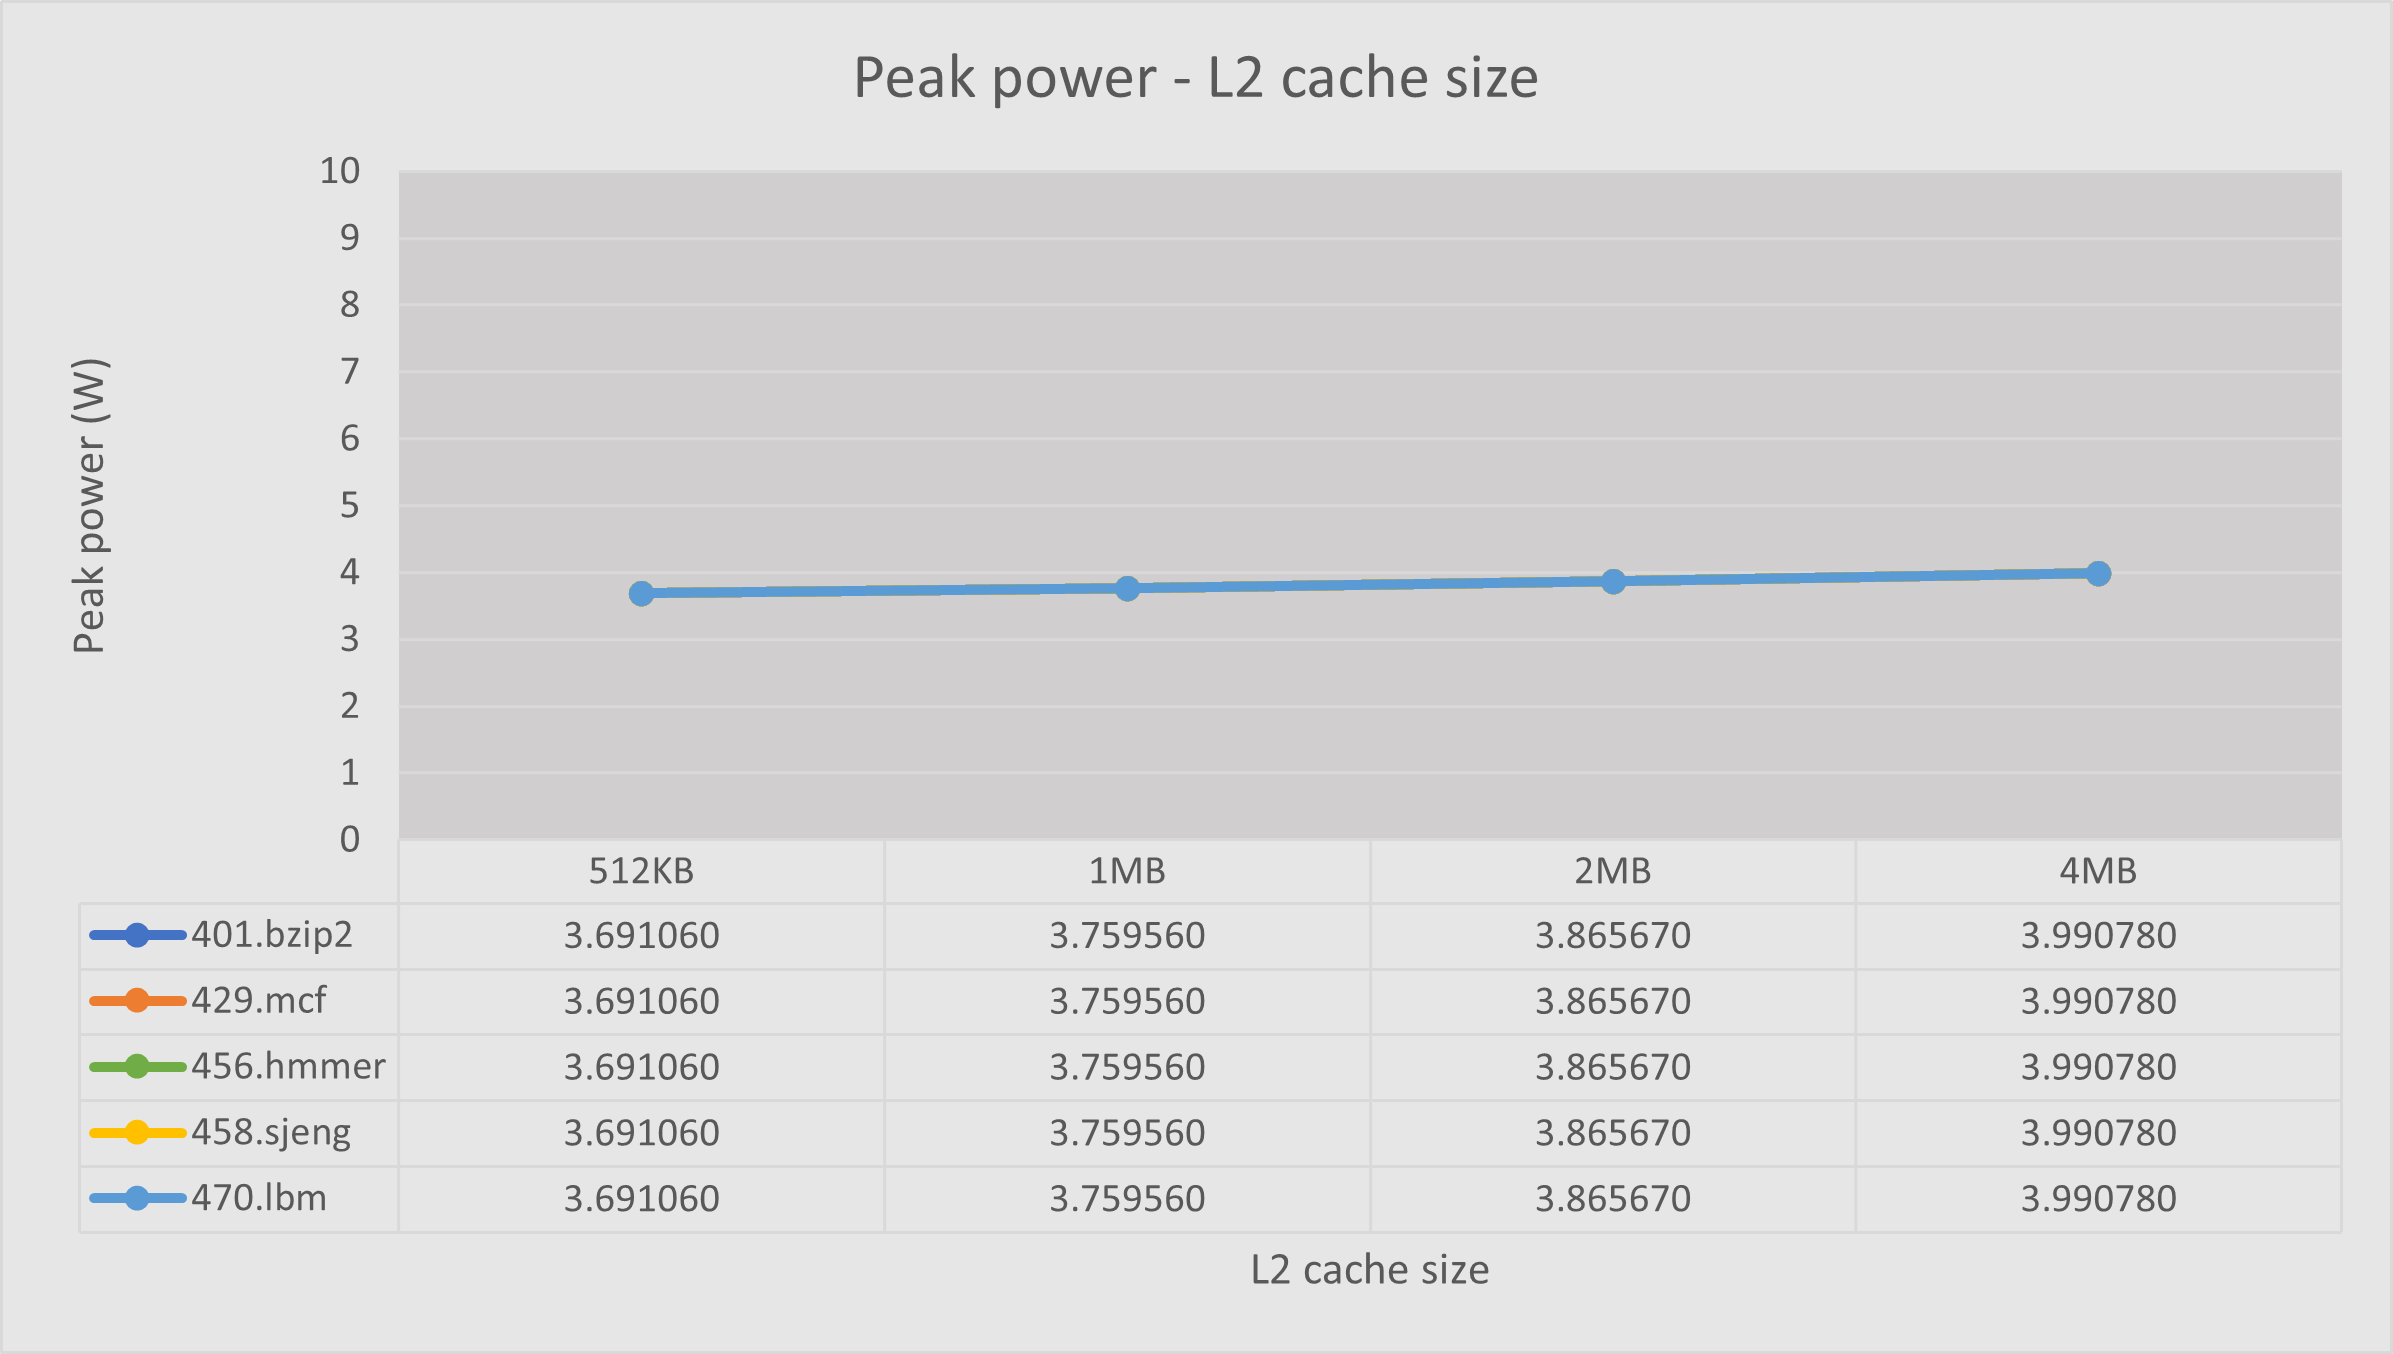 Peak power - L2 cache size
10
9
8
7
6
5
4
3
2
1
0
Peak power (W)
512KB 1MB 2MB 4MB
401.bzip2 3.691060 3.759560 3.865670 3.990780
429.mcf 3.691060 3.759560 3.865670 3.990780
456.hmmer 3.691060 3.759560 3.865670 3.990780
458.sjeng 3.691060 3.759560 3.865670 3.990780
470.lbm 3.691060 3.759560 3.865670 3.990780
L2 cache size